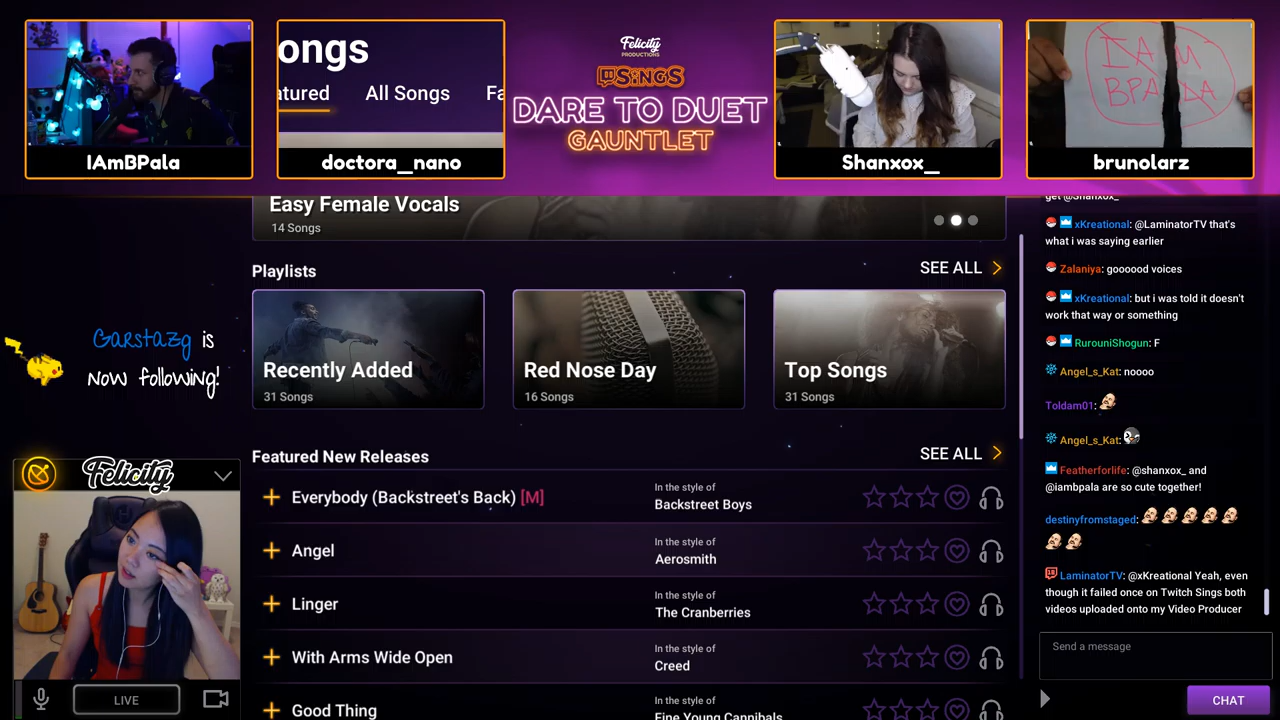 ongs
atured
All Songs
Fa
IAmBPala
doctora_nano
Felicity
PRODUCTIONS
SINGS
DARE TO DUET
GAUNTLET
Shanxox_
I AM
BPALA
brunolarz
Easy Female Vocals
14 Songs
Playlists
SEE ALL
Recently Added
31 Songs
Red Nose Day
16 Songs
Top Songs
31 Songs
Garstazg is
now following!
Featured New Releases
SEE ALL
Everybody (Backstreet's Back) [M]
In the style of
Backstreet Boys
Angel
In the style of
Aerosmith
Linger
In the style of
The Cranberries
With Arms Wide Open
In the style of
Creed
Good Thing
Fine Young Cannibals
Felicity
LIVE
get @Shanxox_
xKreational: @LaminatorTV that's
what i was saying earlier
Zalaniya: goooood voices
xKreational: but i was told it doesn't
work that way or something
RurouniShogun: F
Angel_s_Kat: noooo
Toldam01:
Angel_s_Kat:
Featherforlife: @shanxox_ and
@iambpala are so cute together!
destinyfromstaged:
LaminatorTV: @xKreational Yeah, even
though it failed once on Twitch Sings both
videos uploaded onto my Video Producer
Send a message
CHAT